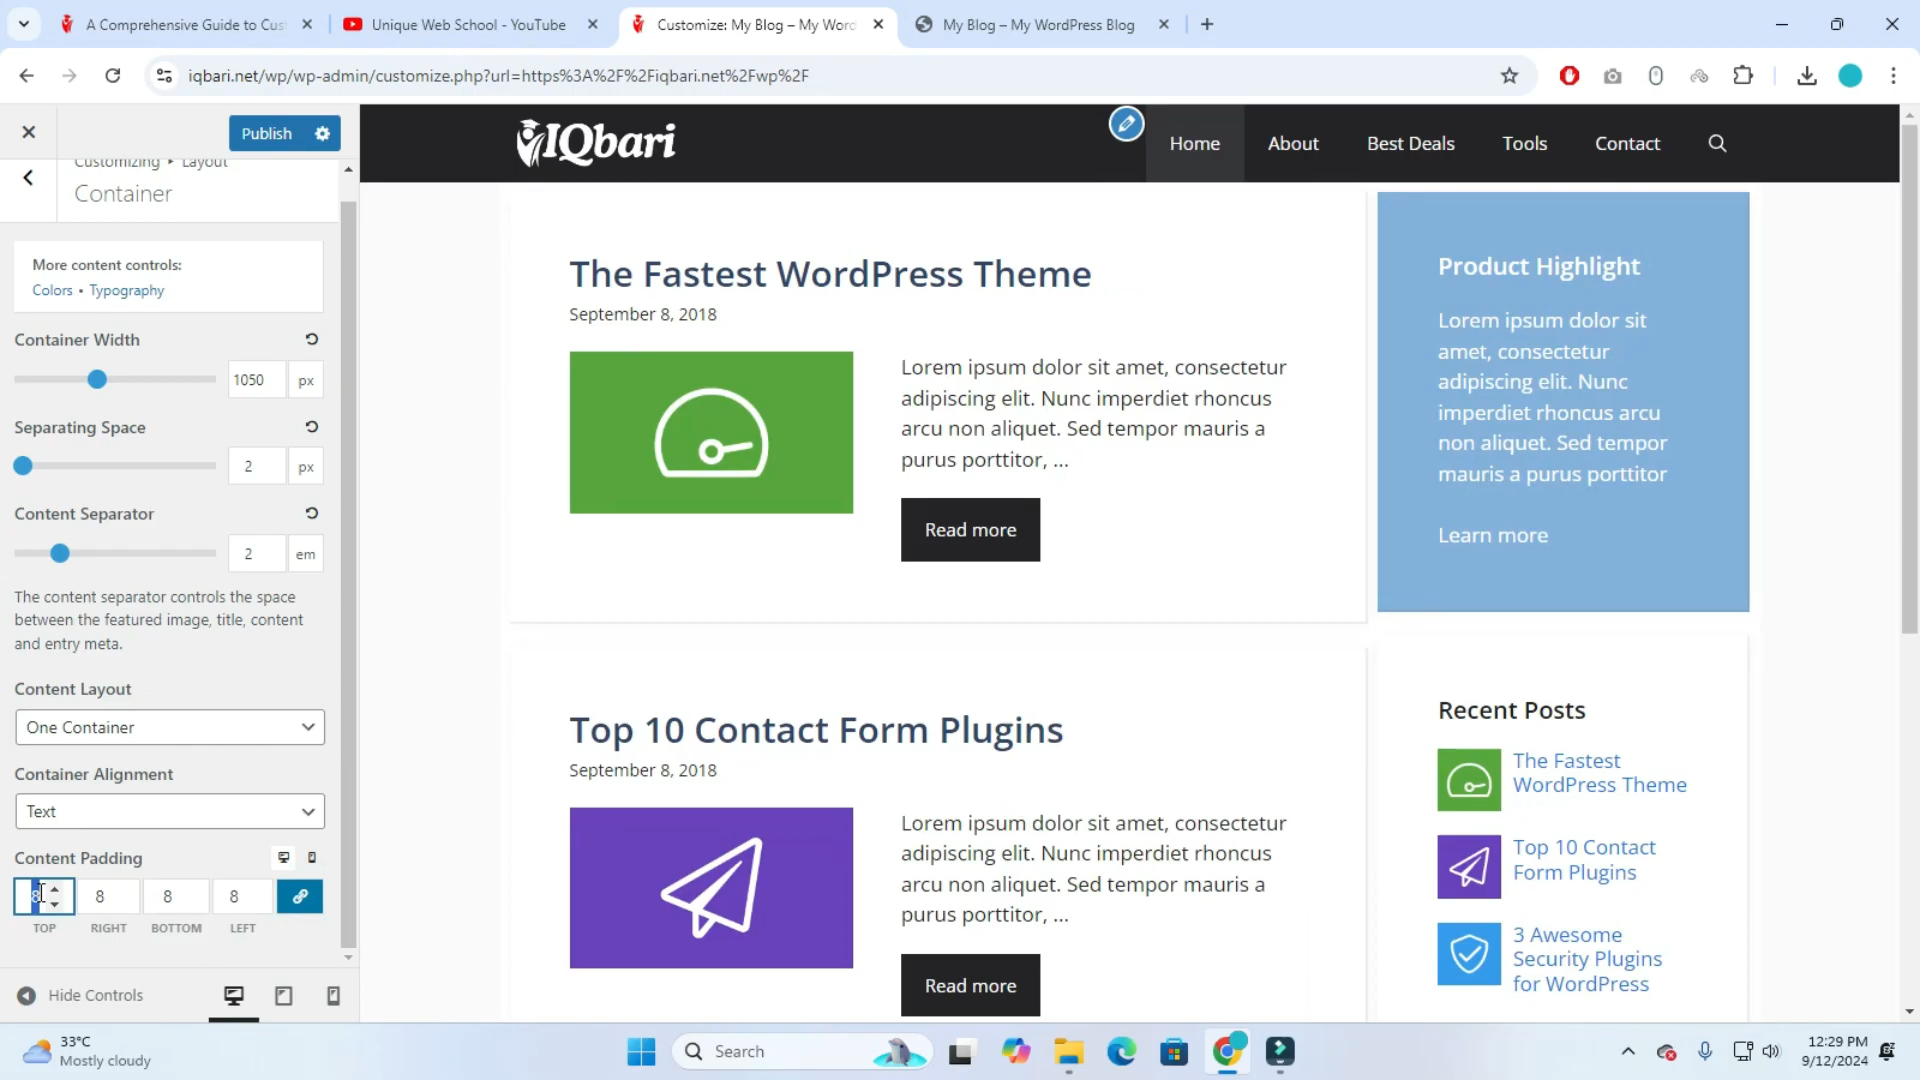 A Comprehensive Guide to Cus
Unique Web School - YouTube
Customize: My Blog – My Word
My Blog – My WordPress Blog
iqbari.net/wp/wp-admin/customize.php?url=https%3A%2F%2Fiqbari.net%2Fwp%2F
Publish
Customizing ▸ Layout
Container
More content controls:
Colors • Typography
Container Width
1050 px
Separating Space
2 px
Content Separator
2 em
The content separator controls the space
between the featured image, title, content
and entry meta.
Content Layout
One Container
Container Alignment
Text
Content Padding
8 8 8 8
TOP RIGHT BOTTOM LEFT
Hide Controls
IQbari
Home About Best Deals Tools Contact
The Fastest WordPress Theme
September 8, 2018
Lorem ipsum dolor sit amet, consectetur
adipiscing elit. Nunc imperdiet rhoncus
arcu non aliquet. Sed tempor mauris a
purus porttitor, ...
Read more
Top 10 Contact Form Plugins
September 8, 2018
Lorem ipsum dolor sit amet, consectetur
adipiscing elit. Nunc imperdiet rhoncus
arcu non aliquet. Sed tempor mauris a
purus porttitor, ...
Read more
Product Highlight
Lorem ipsum dolor sit
amet, consectetur
adipiscing elit. Nunc
imperdiet rhoncus arcu
non aliquet. Sed tempor
mauris a purus porttitor
Learn more
Recent Posts
The Fastest
WordPress Theme
Top 10 Contact
Form Plugins
3 Awesome
Security Plugins
for WordPress
33°C
Mostly cloudy
Search
12:29 PM
9/12/2024